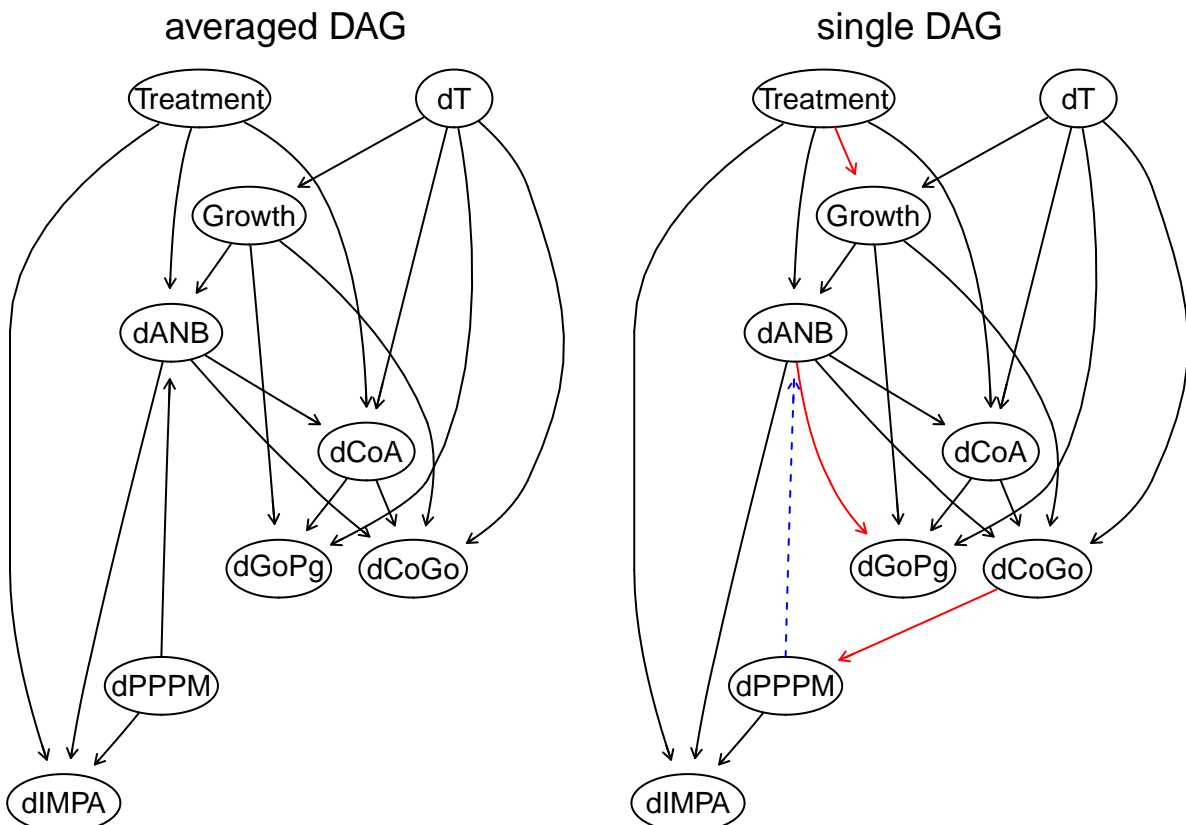 averaged DAG
Treatment
dT
Growth
dANB
dCoA
dGoPg
dCoGo
dPPPM
dIMPA
single DAG
Treatment
dT
Growth
dANB
dCoA
dGoPg
dCoGo
dPPPM
dIMPA